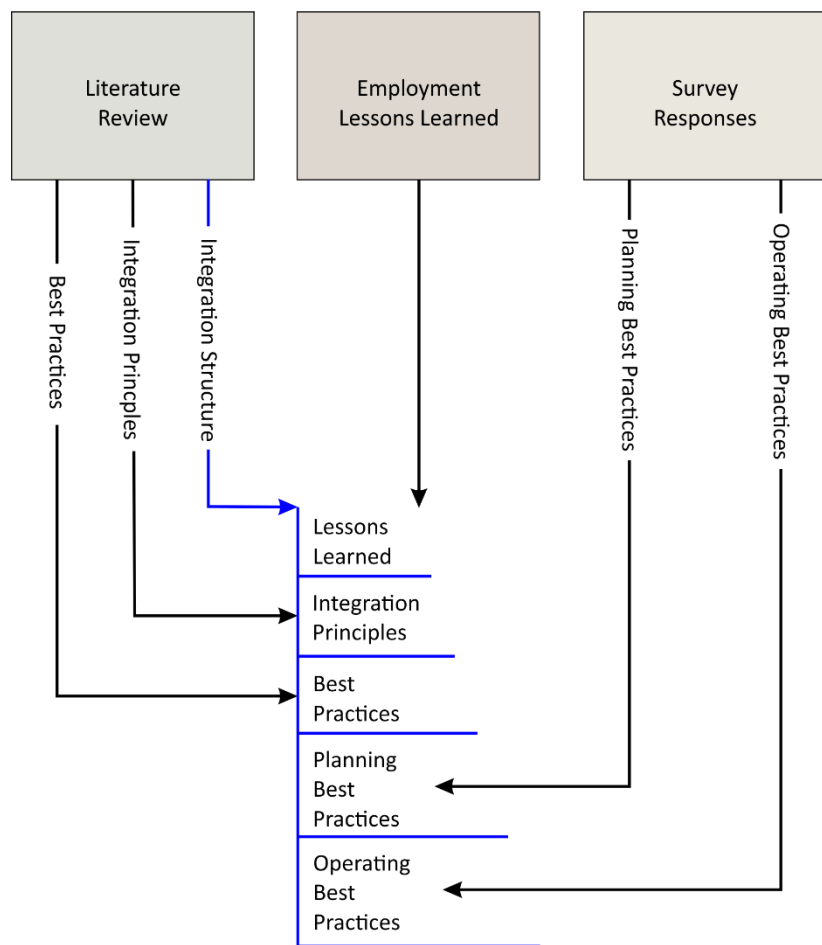 Literature
Review
Employment
Lessons Learned
Survey
Responses
Best Practices
Integration Princples
Integration Structure
Planning Best Practices
Operating Best Practices
Lessons
Learned
Integration
Principles
Best
Practices
Planning
Best
Practices
Operating
Best
Practices